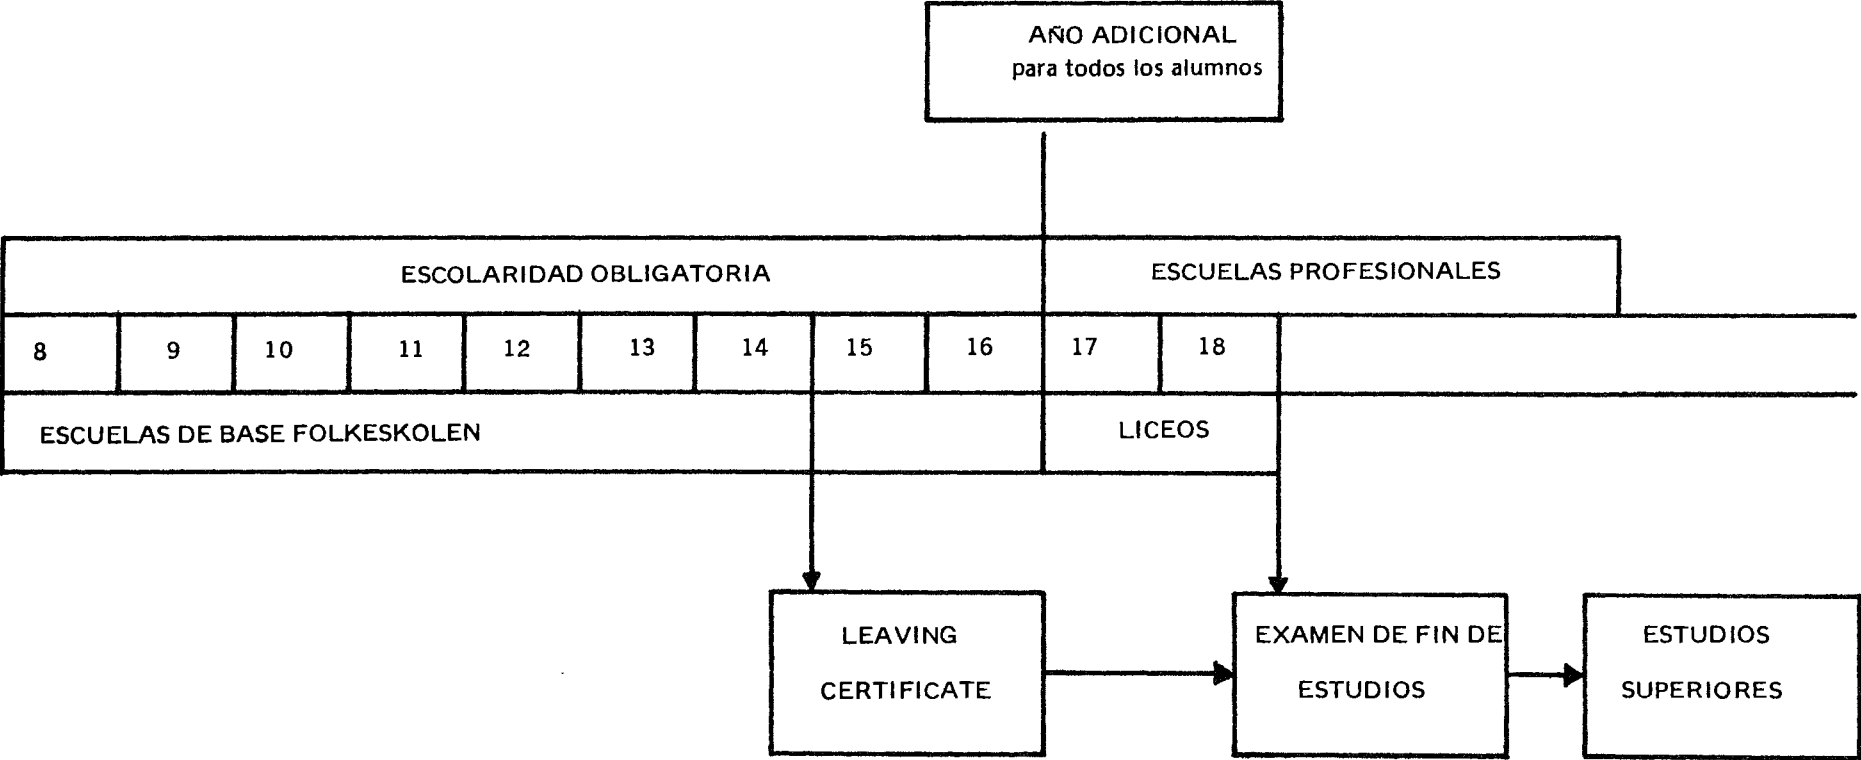 AÑO ADICIONAL
para todos los alumnos
ESCOLARIDAD OBLIGATORIA
ESCUELAS PROFESIONALES
8 9 10 11 12 13 14 15 16 17 18
ESCUELAS DE BASE FOLKESKOLEN
LICEOS
LEAVING
CERTIFICATE
EXAMEN DE FIN DE
ESTUDIOS
ESTUDIOS
SUPERIORES